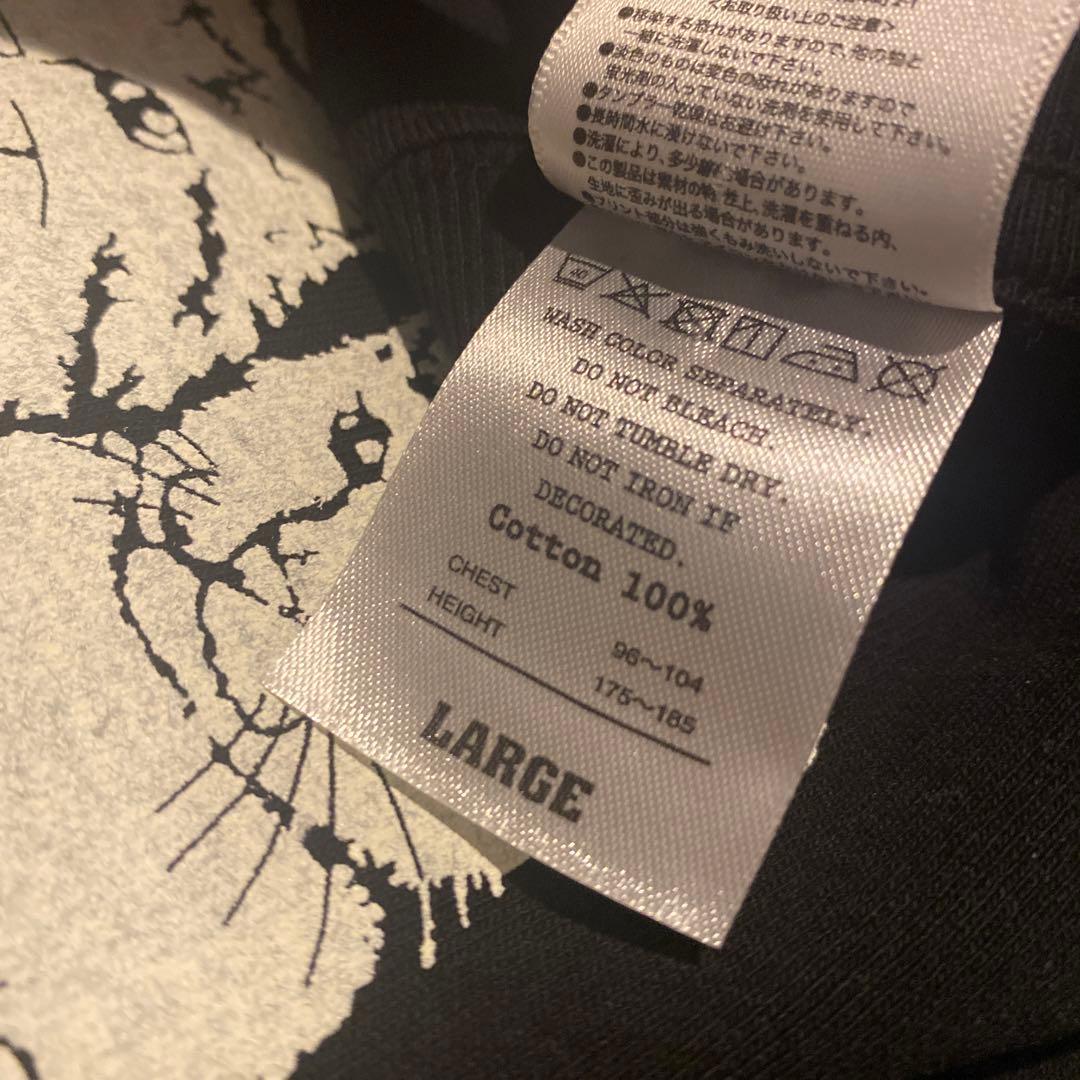 くお取り扱い上のご注意>
●移染する恐れがありますので、他の物と
一緒に洗濯しないで下さい。
●淡色のものは変色の恐れがありますので
蛍光剤の入っていない洗剤を使用して下さい。
●タンブラー乾燥はお避け下さい。
●長時間水に漬けないで下さい。
●洗濯により、多少縮む場合があります。
●この製品は素材の特性上、洗濯を重ねる内、
生地に歪みが出る場合があります。
●プリント部分は強くもみ洗いしないで下さい。
40
WASH COLOR SEPARATELY.
DO NOT BLEACH.
DO NOT TUMBLE DRY.
DO NOT IRON IF
DECORATED.
Cotton 100%
CHEST 96～104
HEIGHT 175～185
LARGE